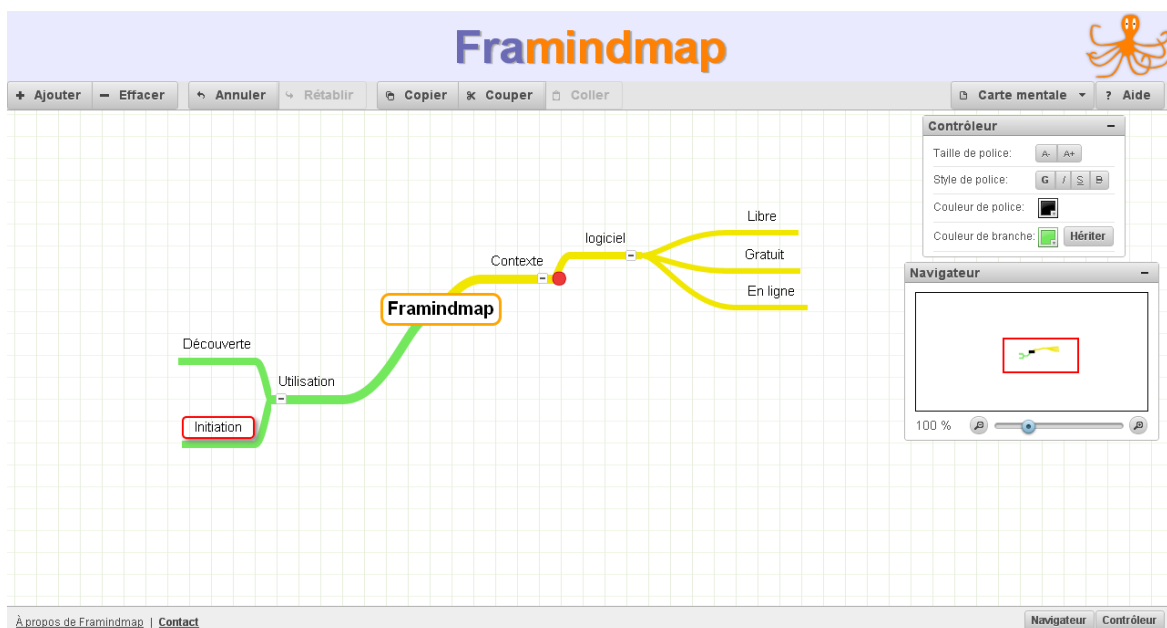 Framindmap
+ Ajouter − Effacer Annuler Rétablir Copier Couper Coller Carte mentale ? Aide
Contrôleur −
Taille de police: A- A+
Style de police: G I S B
Couleur de police:
Couleur de branche: Hériter
Navigateur −
100 %
Libre
logiciel
Gratuit
Contexte
En ligne
Framindmap
Découverte
Utilisation
Initiation
À propos de Framindmap | Contact
Navigateur Contrôleur